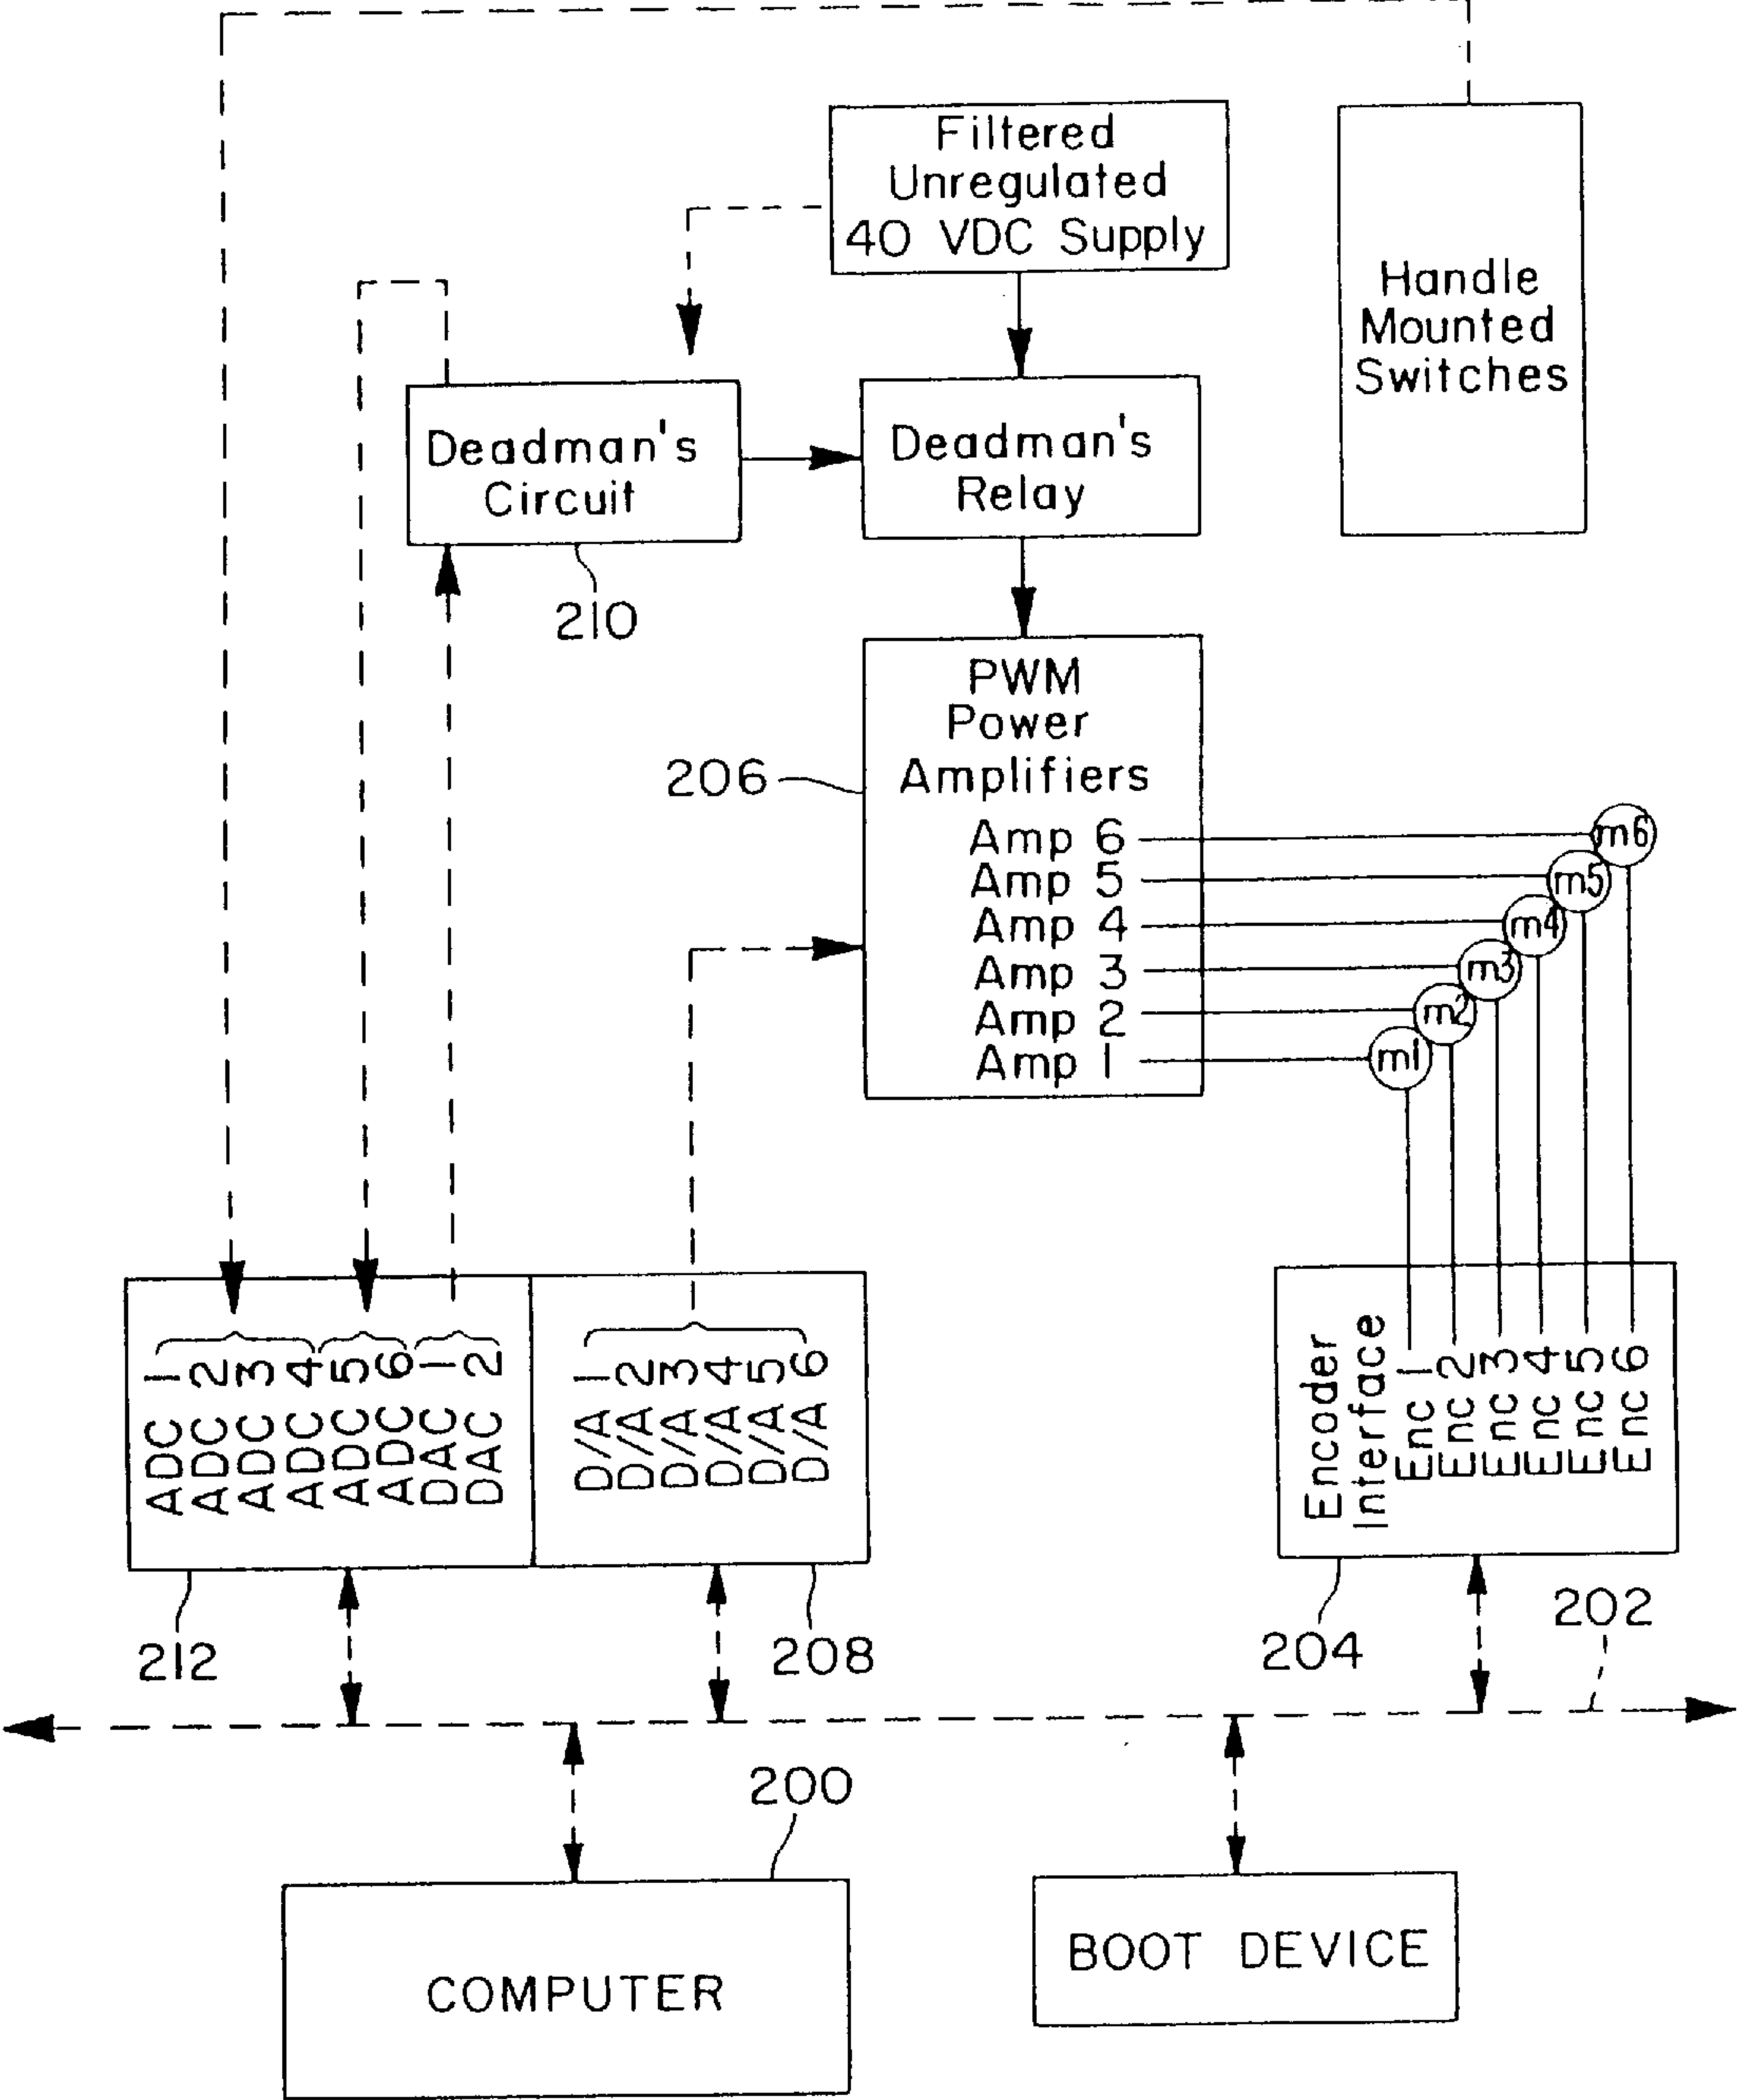 Filtered
Unregulated
40 VDC Supply
Handle
Mounted
Switches
Deadman's
Circuit
Deadman's
Relay
210
PWM
Power
Amplifiers
206
Amp 6
Amp 5
Amp 4
Amp 3
Amp 2
Amp 1
m6
m5
m4
m3
m2
m1
ADC 1
ADC 2
ADC 3
ADC 4
ADC 5
ADC 6
DAC 1
DAC 2
D/A 1
D/A 2
D/A 3
D/A 4
D/A 5
D/A 6
Encoder
Interface
Enc 1
Enc 2
Enc 3
Enc 4
Enc 5
Enc 6
212
208
204
202
200
COMPUTER
BOOT DEVICE